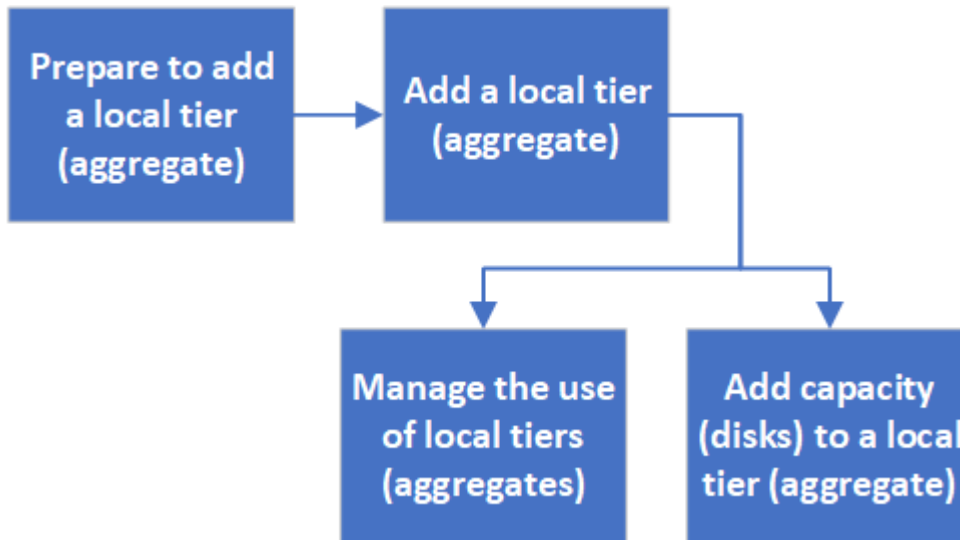 Prepare to add
a local tier
(aggregate)
Add a local tier
(aggregate)
Manage the use
of local tiers
(aggregates)
Add capacity
(disks) to a local
tier (aggregate)